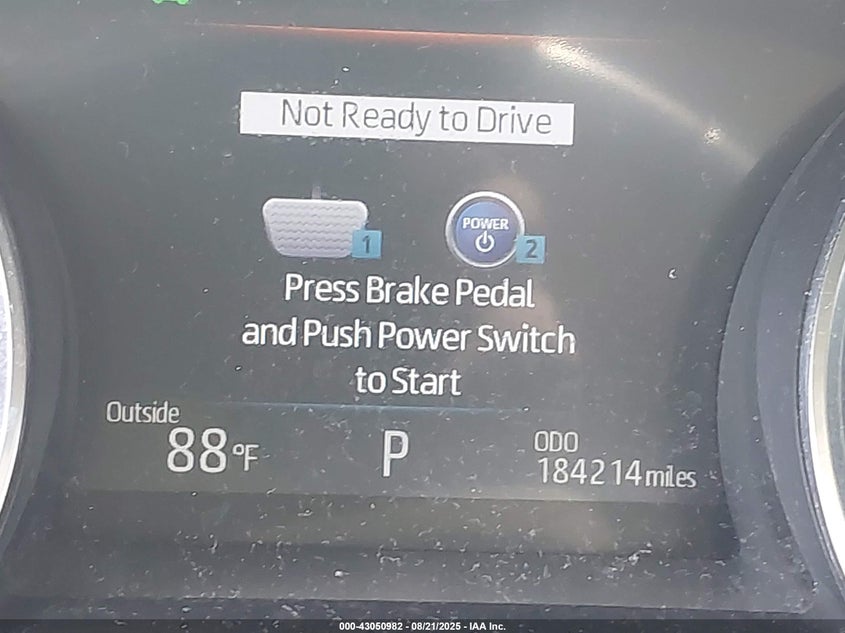 Not Ready to Drive
POWER
1
2
Press Brake Pedal
and Push Power Switch
to Start
Outside
88°F
P
ODO
184214 miles
000-43050982 - 08/21/2025 - IAA Inc.